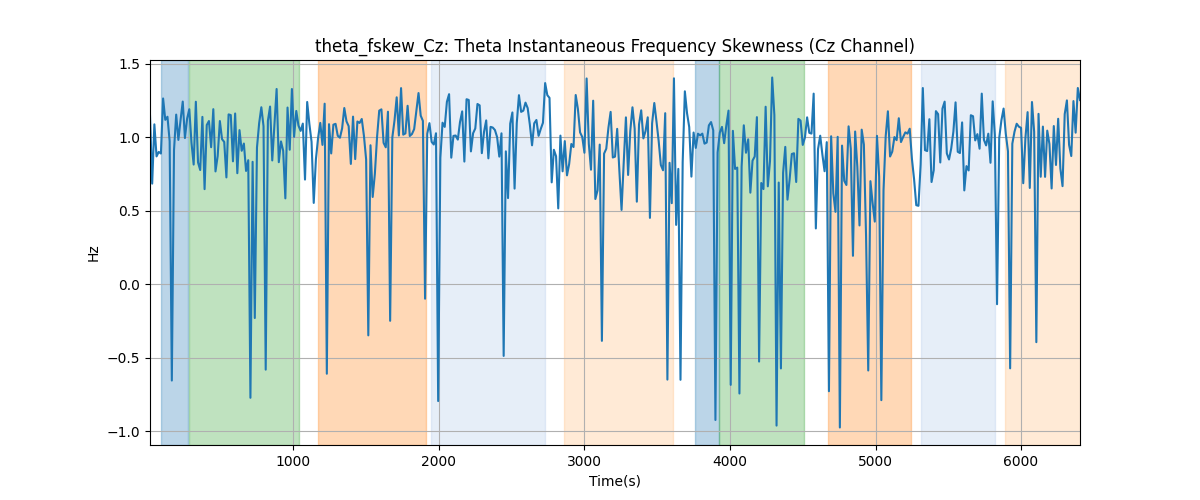 theta_fskew_Cz: Theta Instantaneous Frequency Skewness (Cz Channel)
1.5
1.0
0.5
0.0
−0.5
−1.0
Hz
1000 2000 3000 4000 5000 6000
Time(s)